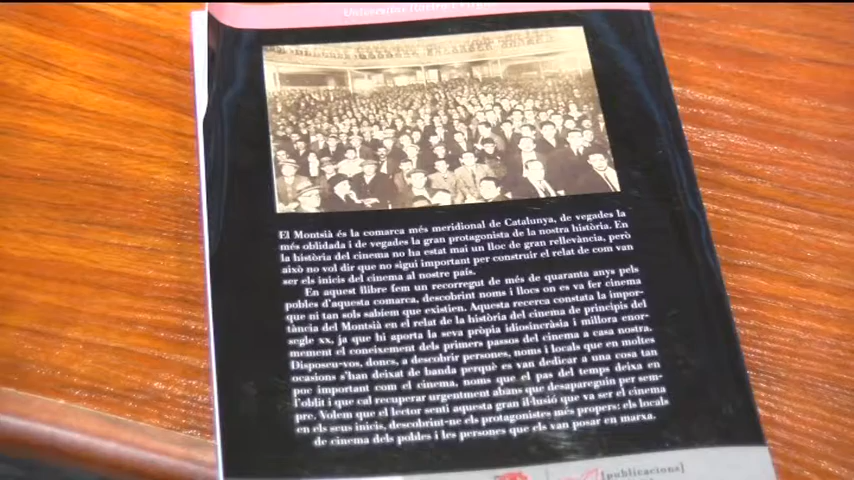 Universitat Rovira i Virgili
El Montsià és la comarca més meridional de Catalunya, de vegades la
més oblidada i de vegades la gran protagonista de la nostra història. En
la història del cinema no ha estat mai un lloc de gran rellevància, però
això no vol dir que no sigui important per construir el relat de com van
ser els inicis del cinema al nostre país.
En aquest llibre fem un recorregut de més de quaranta anys pels
pobles d'aquesta comarca, descobrint noms i llocs on es va fer cinema
que ni tan sols sabíem que existien. Aquesta recerca constata la impor-
tància del Montsià en el relat de la història del cinema de principi del
segle xx, ja que hi aporta la seva pròpia idiosincràsia i millora enor-
mement el coneixement dels primers passos del cinema a casa nostra.
Disposeu-vos, doncs, a descobrir persones, noms i locals que en moltes
ocasions s'han deixat de banda, perquè es van dedicar a una cosa tan
poc important com el cinema, noms que el pas del temps deixa en
l'oblit i que cal recuperar urgentment abans que desapareguin per sem-
pre. Volem que el lector senti aquesta gran il·lusió que va ser el cinema
en els seus inicis, descobrint-ne els protagonistes més propers: els locals
de cinema dels pobles i les persones que els van posar en marxa.
[publicacions]